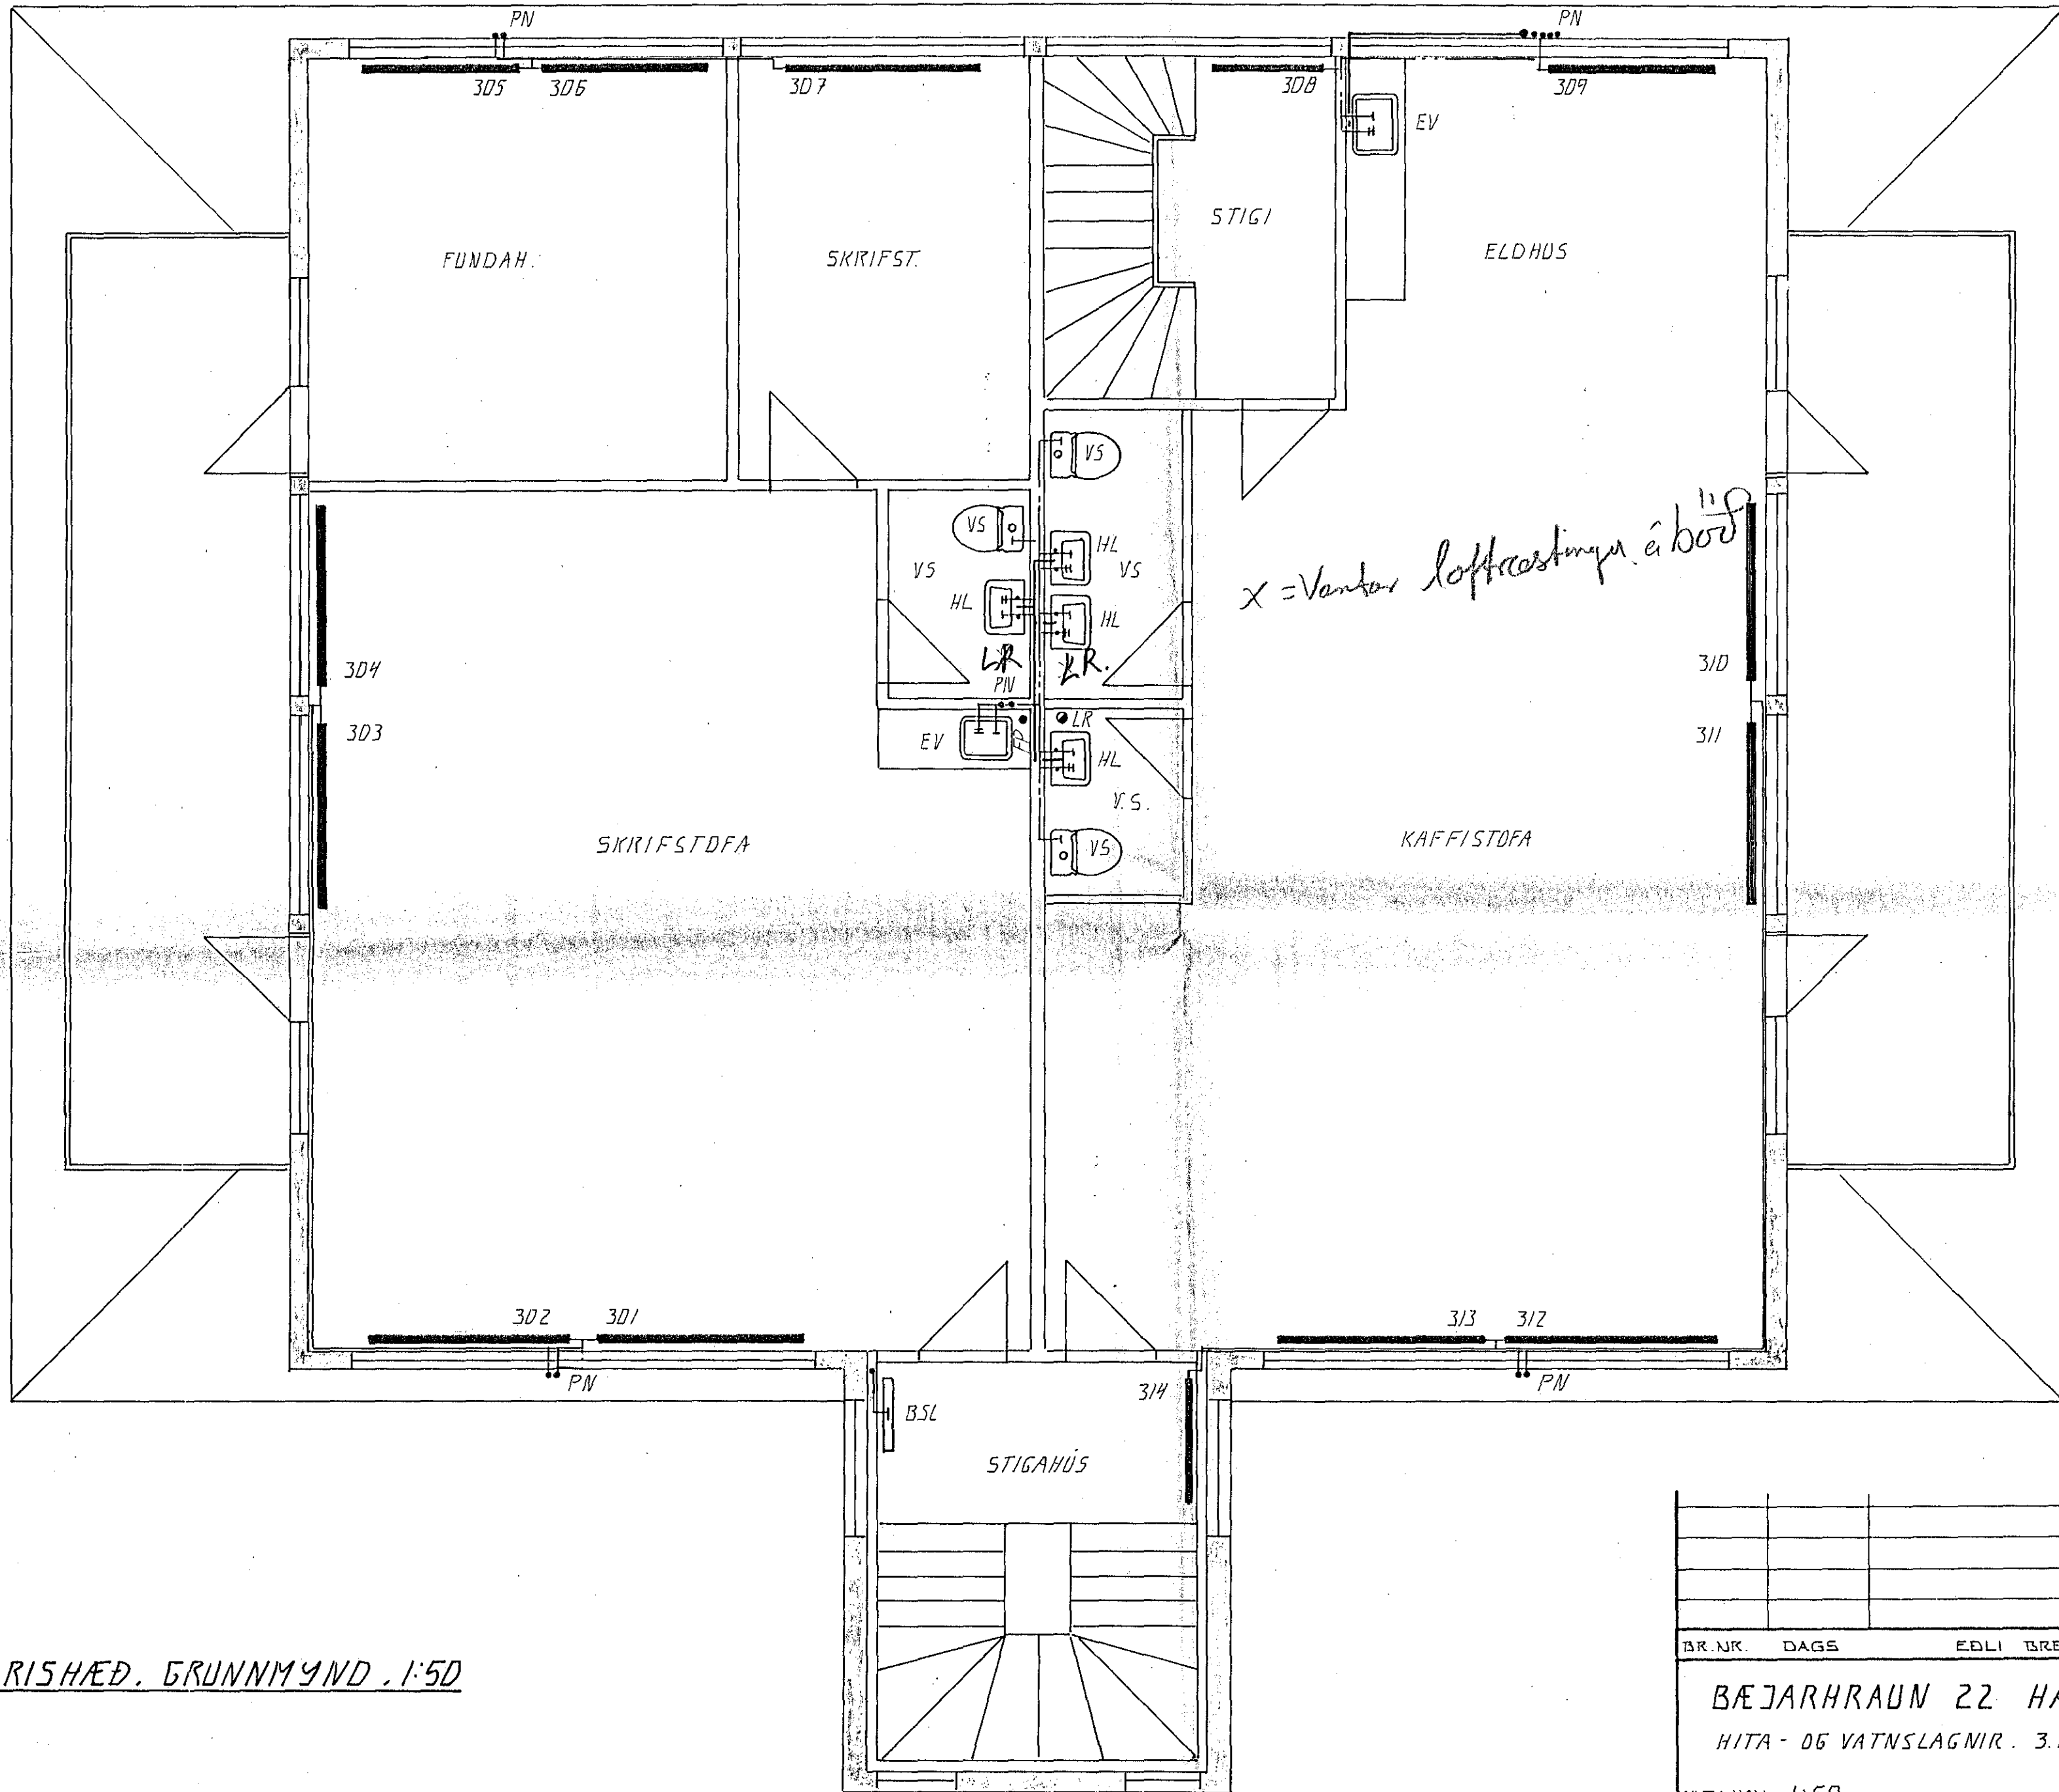 PN
PN
305 306
307
308
309
EV
STIGI
FUNDAH.
SKRIFST.
ELDHUS
VS
VS
HL
VS
VS
HL
HL
x = Vantar loftræstingu á
LR
LR.
304
310
PN
303
EV
LR
311
HL
V.S.
SKRIFSTOFA
VS
KAFFISTOFA
302 301
313 312
PN
PN
314
BSL
STIGAHÚS
RISHÆÐ. GRUNNMYND. 1:50
BR.NR. DAGS EÐLI BRE
BÆJARHRAUN 22 HA
HITA- OG VATNSLAGNIR. 3.
1:50